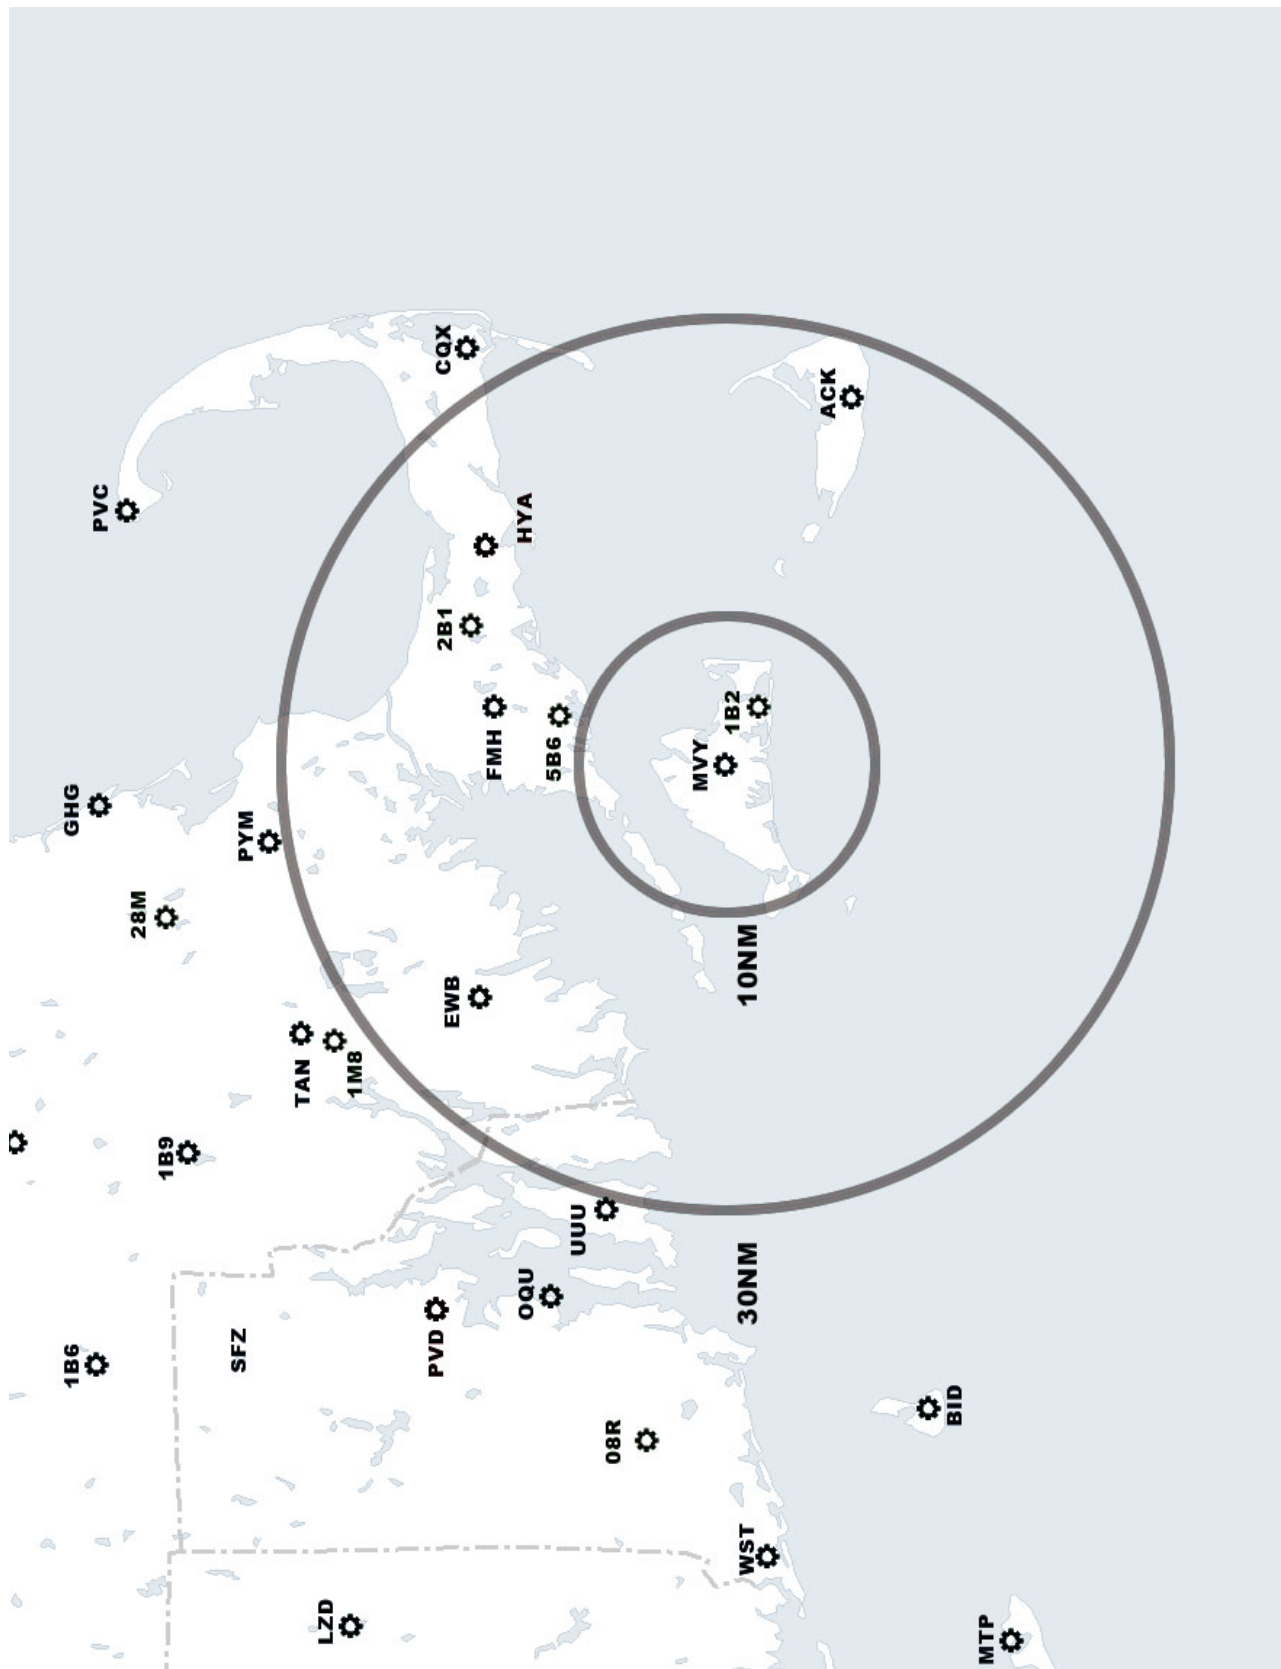 1B6
GHG
PVC
28M
1B9
SFZ
PYM
TAN
LZD
1M8
PVD
CQX
2B1
EWB
FMH
HYA
OQU
5B6
UUU
08R
MVY
1B2
WST
30NM
10NM
ACK
BID
MTP